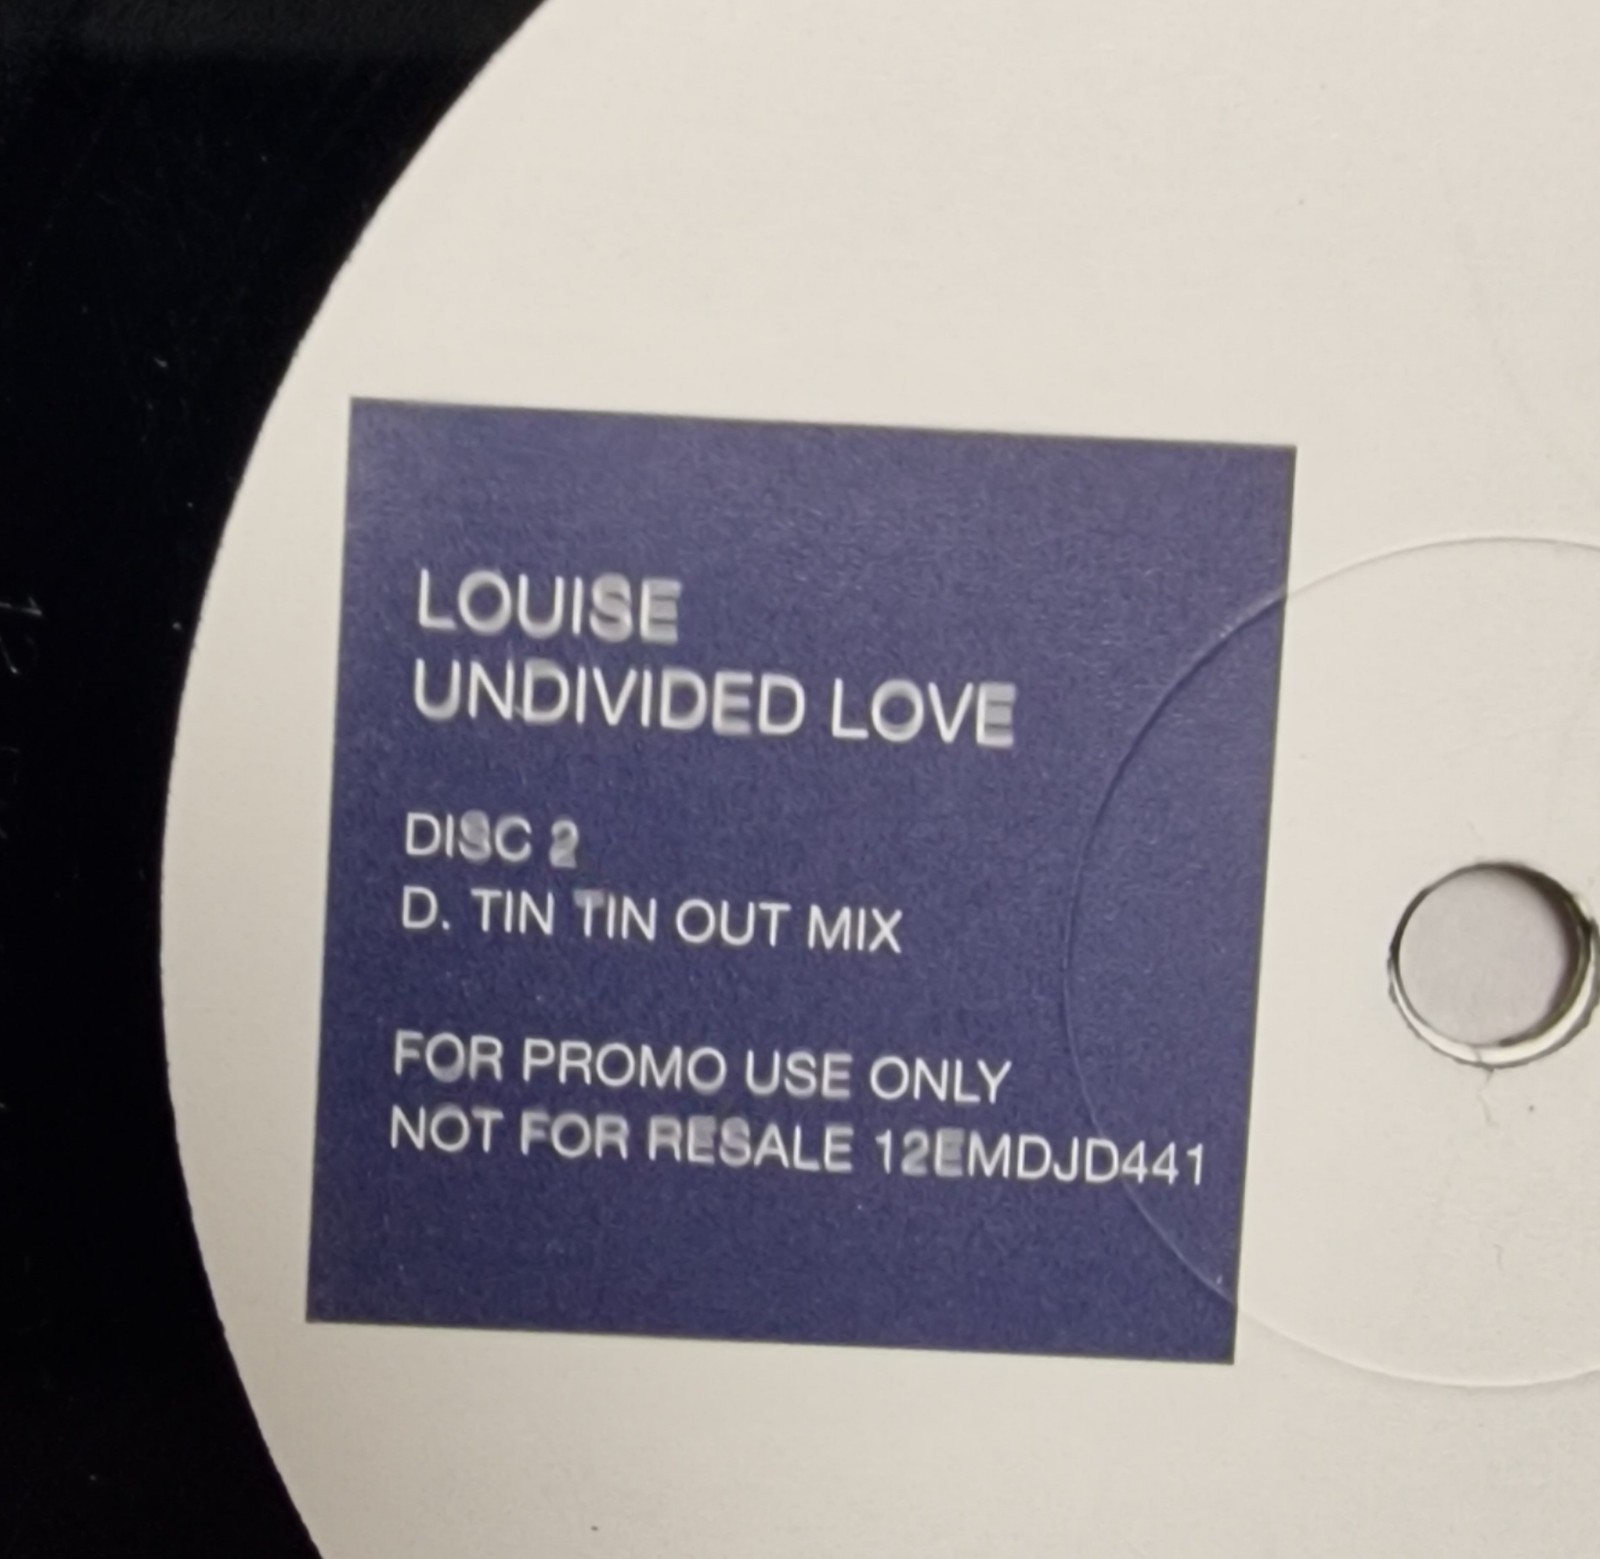 LOUISE
UNDIVIDED LOVE
DISC 2
D. TIN TIN OUT MIX
FOR PROMO USE ONLY
NOT FOR RESALE 12EMDJD441